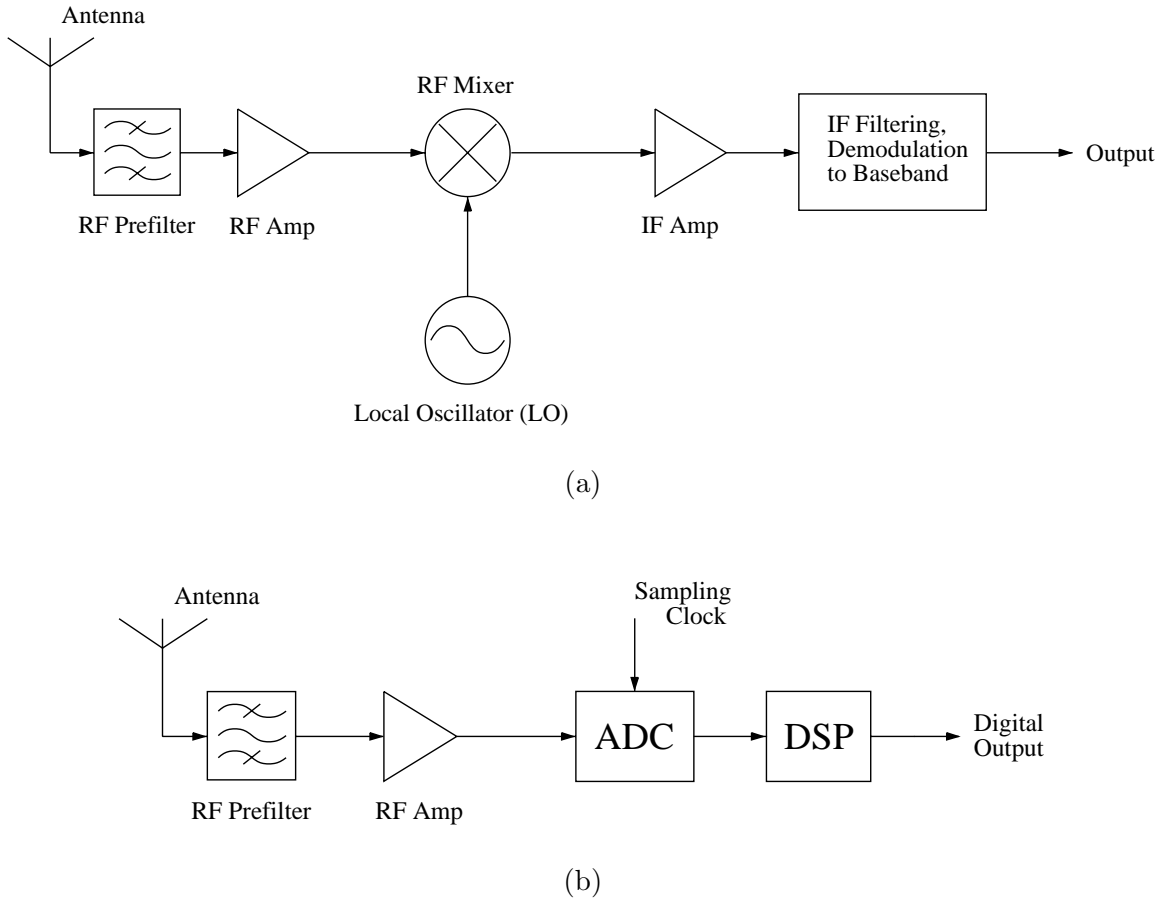 Antenna
RF Mixer
IF Filtering,
Demodulation
to Baseband
Output
RF Prefilter
RF Amp
IF Amp
Local Oscillator (LO)
(a)
Antenna
Sampling
Clock
ADC
DSP
Digital
Output
RF Prefilter
RF Amp
(b)